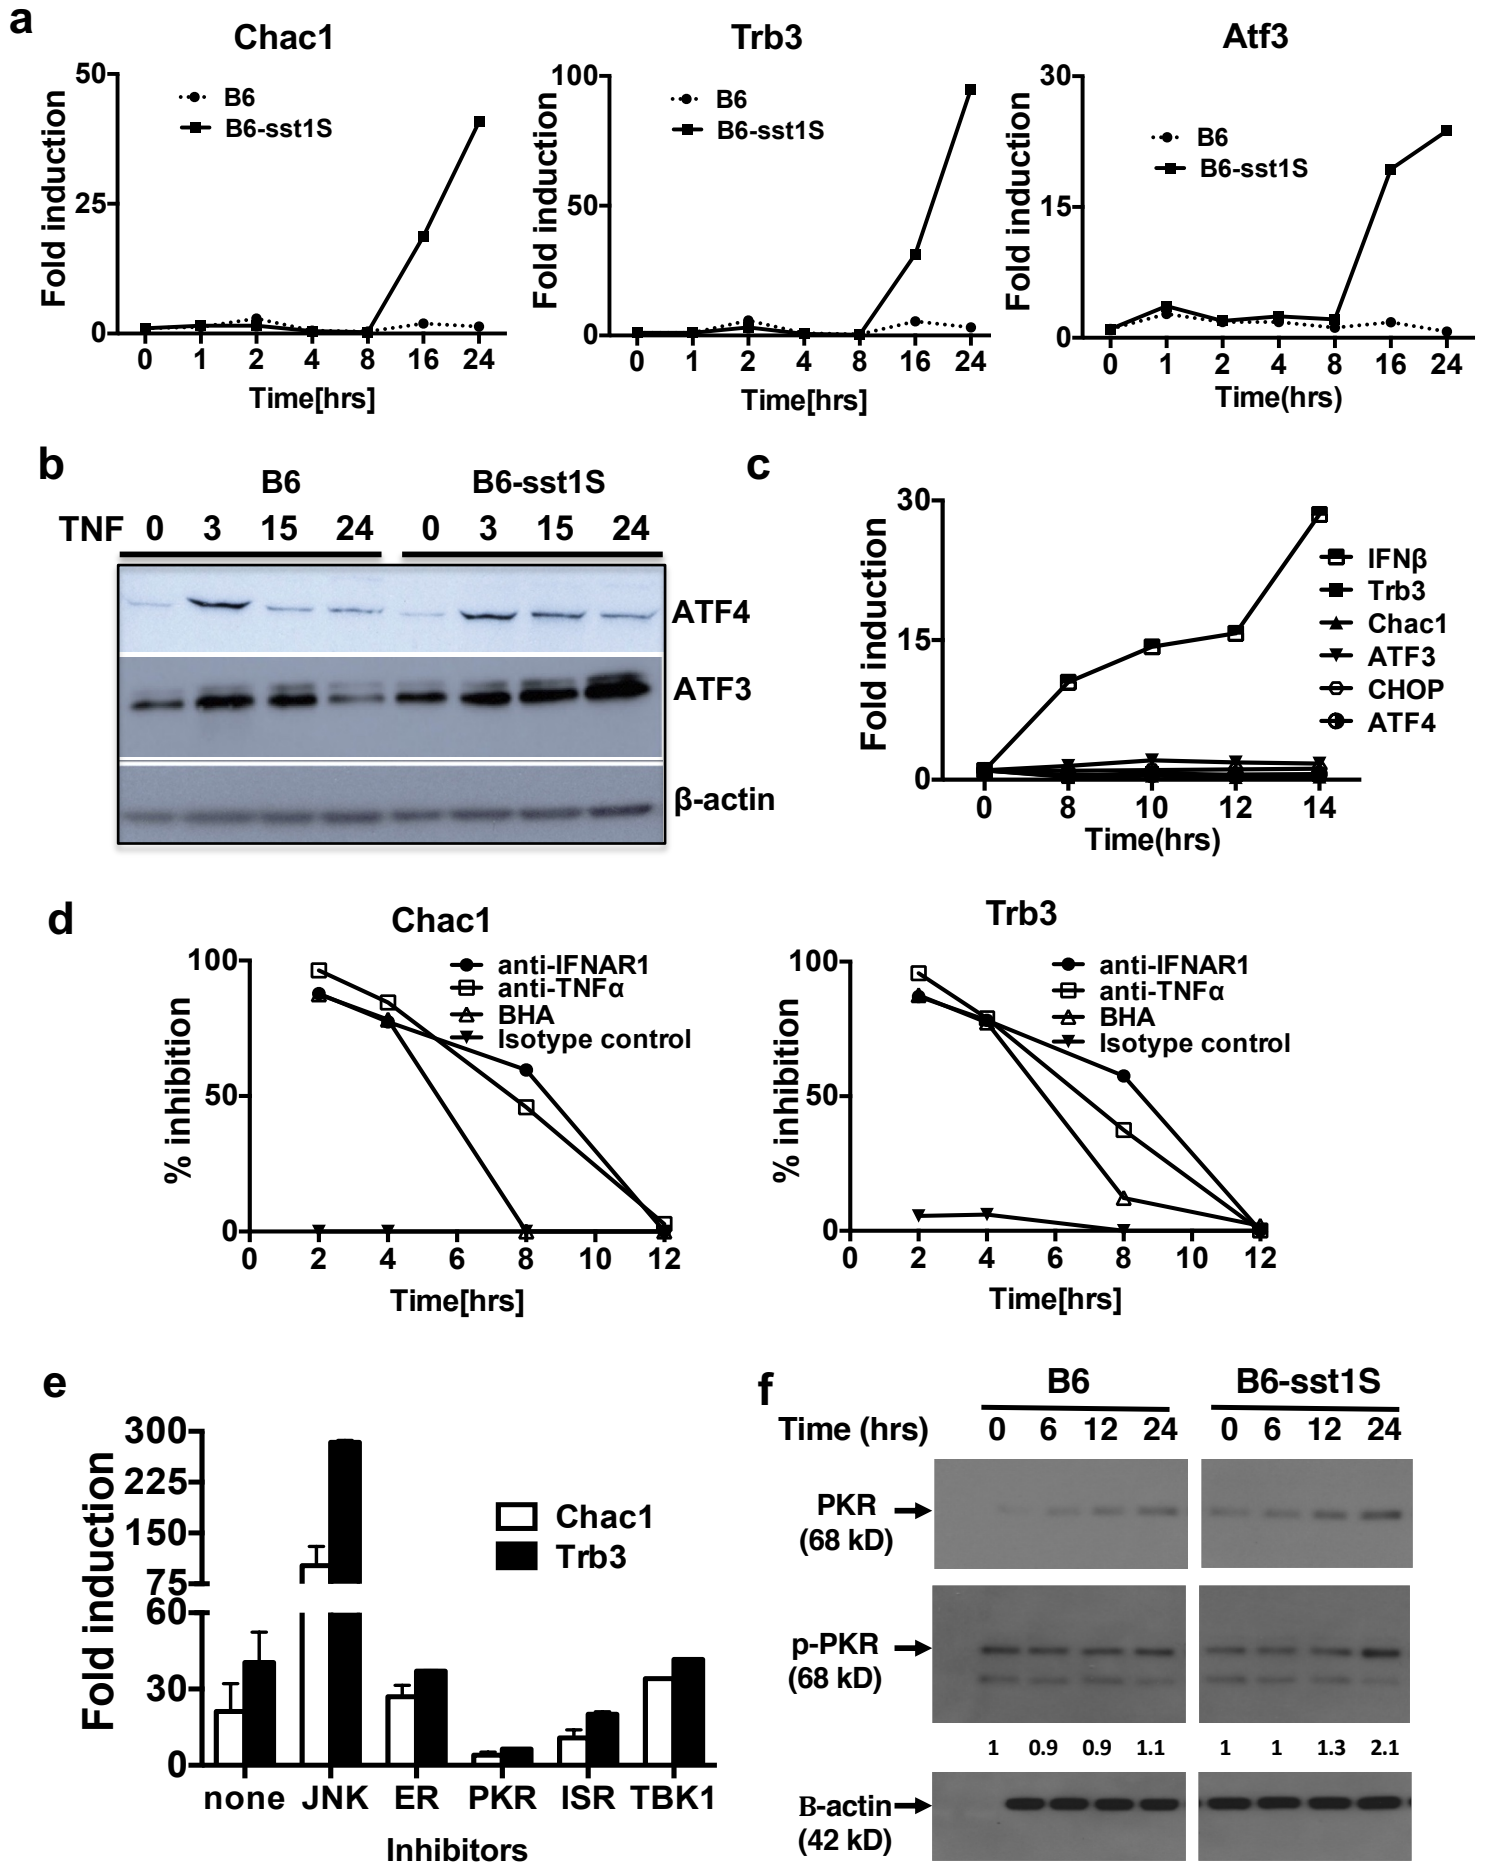 a
Chac1
Trb3
Atf3
50
25
0
Fold induction
B6
B6-sst1S
0 1 2 4 8 16 24
Time[hrs]
100
50
0
Fold induction
B6
B6-sst1S
0 1 2 4 8 16 24
Time[hrs]
30
15
0
Fold induction
B6
B6-sst1S
0 1 2 4 8 16 24
Time(hrs)
b
B6
B6-sst1S
TNF 0 3 15 24 0 3 15 24
ATF4
ATF3
β-actin
c
30
15
0
Fold induction
IFNβ
Trb3
Chac1
ATF3
CHOP
ATF4
0 8 10 12 14
Time(hrs)
d
Chac1
100
50
0
% inhibition
anti-IFNAR1
anti-TNFα
BHA
Isotype control
0 2 4 6 8 10 12
Time[hrs]
Trb3
100
50
0
% inhibition
anti-IFNAR1
anti-TNFα
BHA
Isotype control
0 2 4 6 8 10 12
Time[hrs]
e
300
225
150
75
60
30
0
Fold induction
Chac1
Trb3
none JNK ER PKR ISR TBK1
Inhibitors
f
B6
B6-sst1S
Time (hrs) 0 6 12 24 0 6 12 24
PKR
(68 kD)
p-PKR
(68 kD)
1 0.9 0.9 1.1 1 1 1.3 2.1
B-actin
(42 kD)